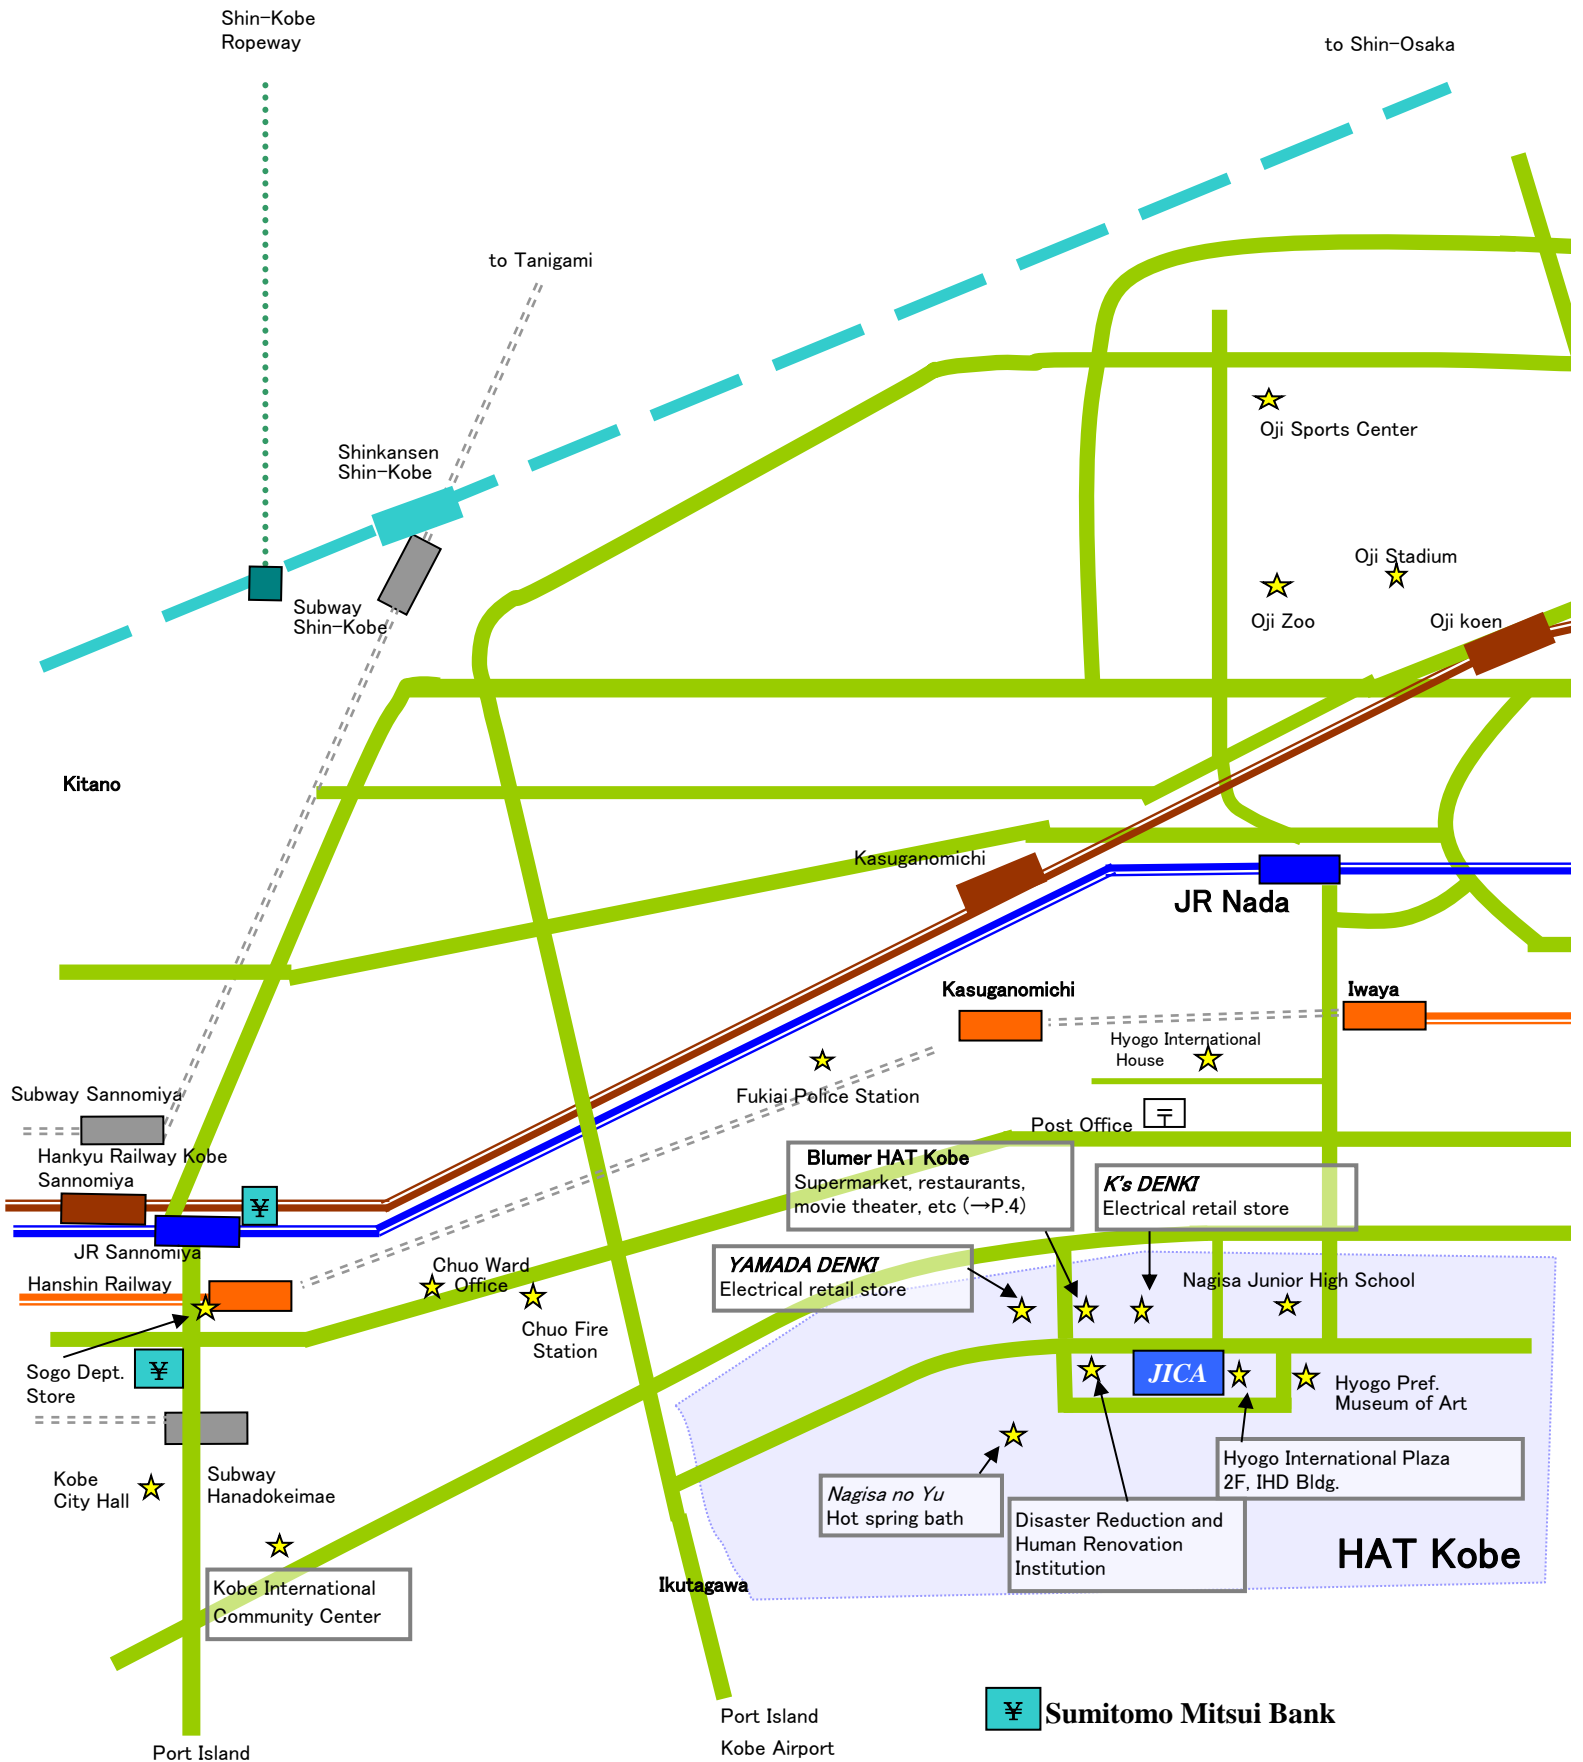 Shin-Kobe
Ropeway
to Shin-Osaka
to Tanigami
Oji Sports Center
Shinkansen
Shin-Kobe
Oji Stadium
Subway
Shin-Kobe
Oji Zoo
Oji koen
Kitano
Kasuganomichi
JR Nada
Kasuganomichi
Iwaya
Hyogo International
House
Subway Sannomiya
Fukiai Police Station
Post Office
〒
Hankyu Railway Kobe
Sannomiya
Blumer HAT Kobe
Supermarket, restaurants,
movie theater, etc (→P.4)
K's DENKI
Electrical retail store
¥
JR Sannomiya
Hanshin Railway
Chuo Ward
Office
YAMADA DENKI
Electrical retail store
Nagisa Junior High School
Chuo Fire
Station
Sogo Dept.
Store
¥
JICA
Hyogo Pref.
Museum of Art
Kobe
City Hall
Subway
Hanadokeimae
Nagisa no Yu
Hot spring bath
Hyogo International Plaza
2F, IHD Bldg.
Disaster Reduction and
Human Renovation
Institution
HAT Kobe
Kobe International
Community Center
Ikutagawa
Port Island
Kobe Airport
¥ Sumitomo Mitsui Bank
Port Island